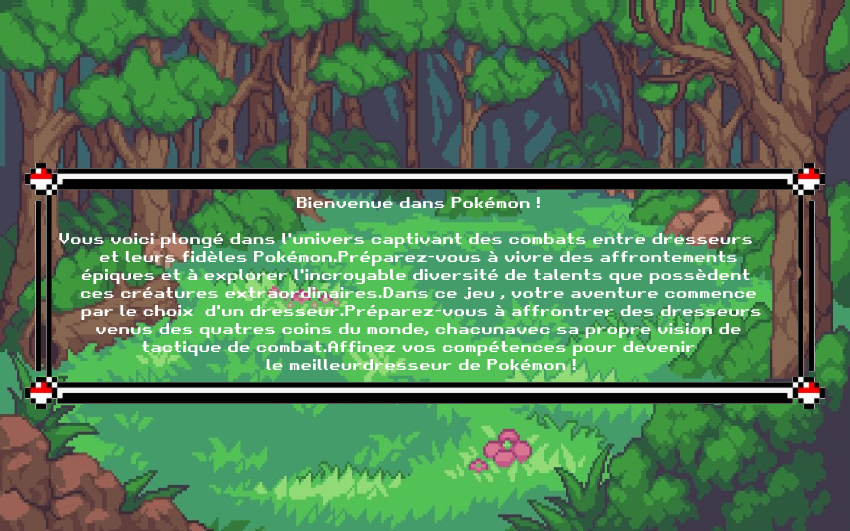 Bienvenue dans Pokémon !
Vous voici plongé dans l'univers captivant des combats entre dresseurs
et leurs fidèles Pokémon.Préparez-vous à vivre des affrontements
épiques et à explorer l'incroyable diversité de talents que possèdent
ces créatures extraordinaires.Dans ce jeu , votre aventure commence
par le choix d'un dresseur.Préparez-vous à affrontrer des dresseurs
venus des quatres coins du monde, chacunavec sa propre vision de
tactique de combat.Affinez vos compétences pour devenir
le meilleurdresseur de Pokémon !